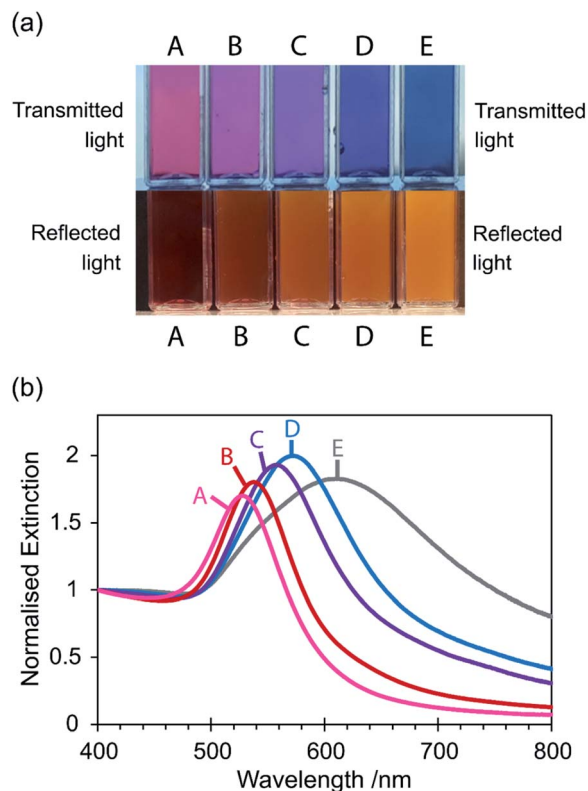 (a)
A B C D E
Transmitted
light
Transmitted
light
Reflected
light
Reflected
light
A B C D E
(b)
Normalised Extinction
2
1.5
1
0.5
0
A
B
C
D
E
400 500 600 700 800
Wavelength /nm